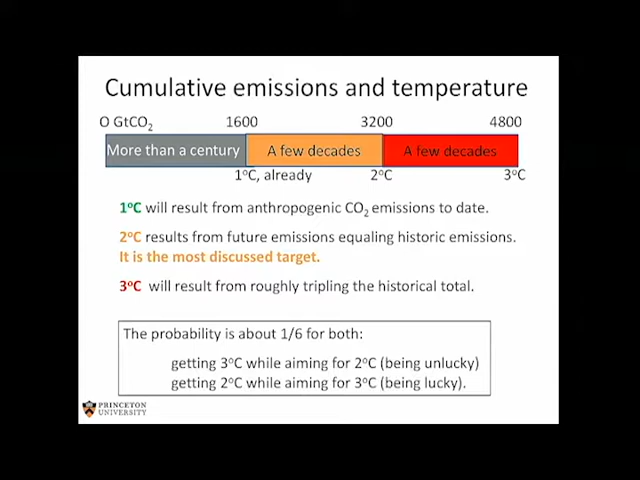 Cumulative emissions and temperature
O GtCO₂ 1600 3200 4800
More than a century A few decades A few decades
1°C, already 2°C 3°C
1°C will result from anthropogenic CO₂ emissions to date.
2°C results from future emissions equaling historic emissions.
It is the most discussed target.
3°C will result from roughly tripling the historical total.
The probability is about 1/6 for both:
getting 3°C while aiming for 2°C (being unlucky)
getting 2°C while aiming for 3°C (being lucky).
PRINCETON
UNIVERSITY